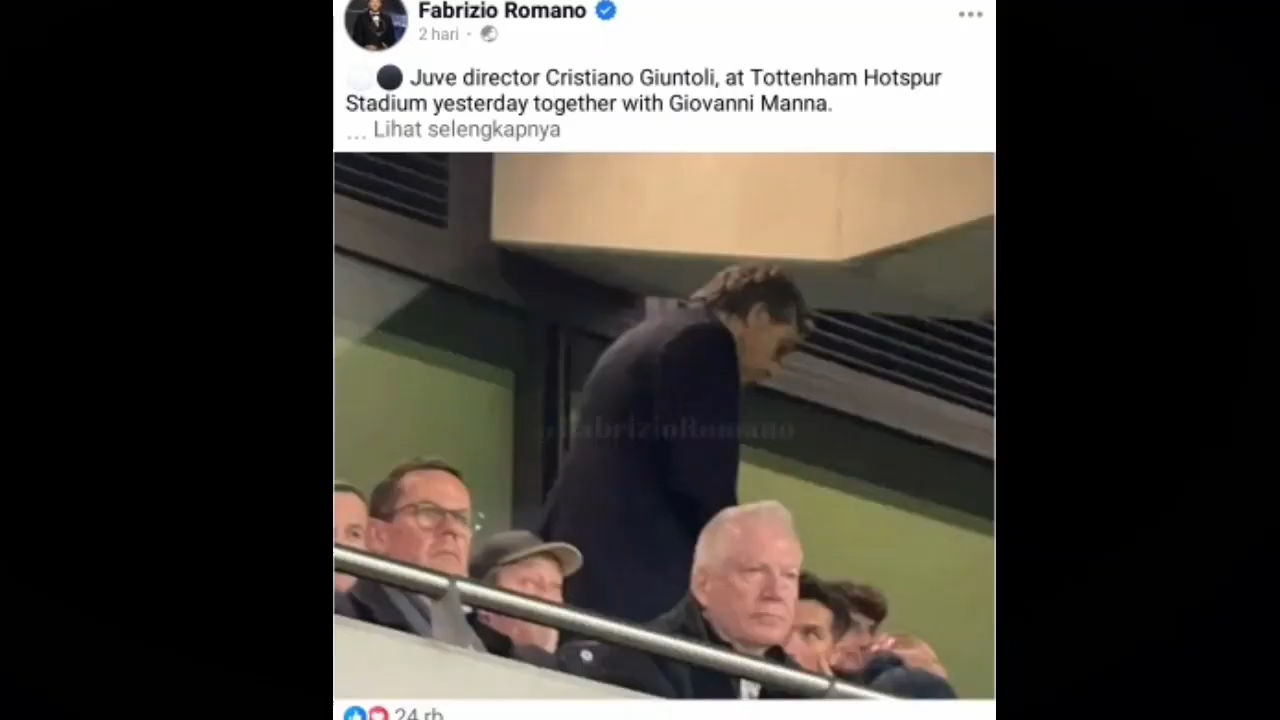 Fabrizio Romano
2 hari
Juve director Cristiano Giuntoli, at Tottenham Hotspur
Stadium yesterday together with Giovanni Manna.
... Lihat selengkapnya
FabrizioRomano
24 rb